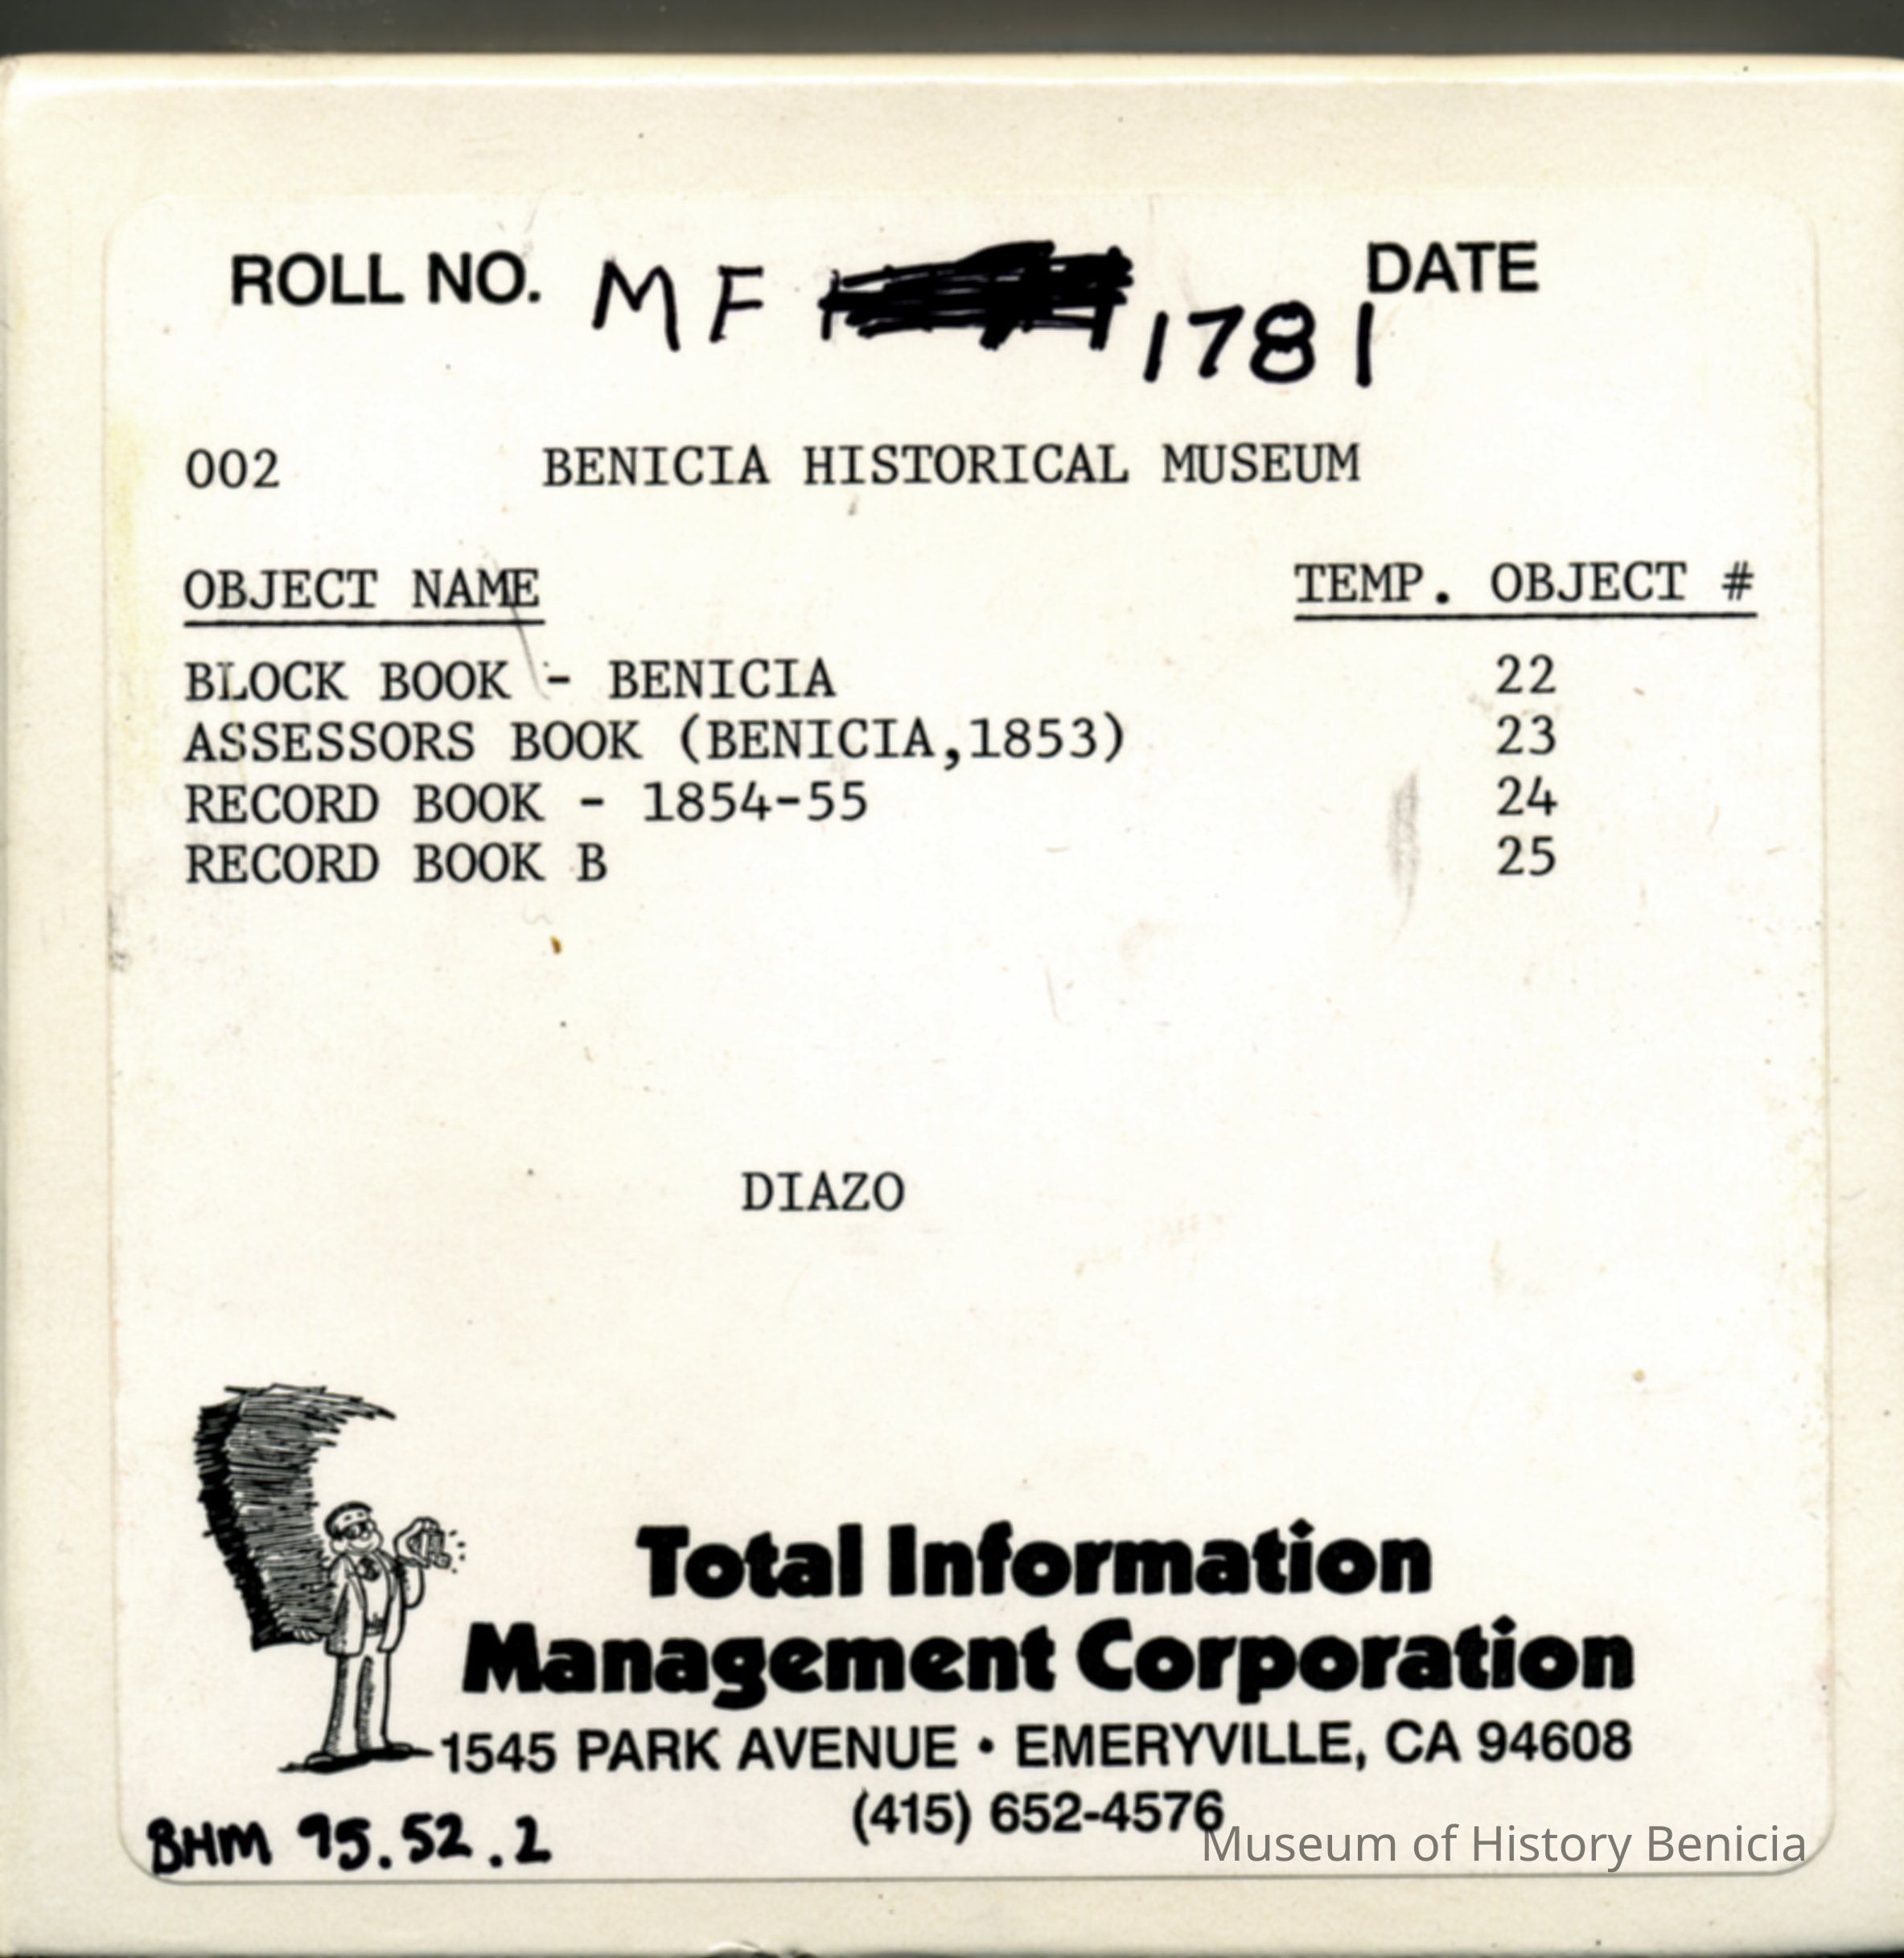 ROLL NO. MF 1781 DATE
002 BENICIA HISTORICAL MUSEUM
OBJECT NAME TEMP. OBJECT #
BLOCK BOOK - BENICIA 22
ASSESSORS BOOK (BENICIA,1853) 23
RECORD BOOK - 1854-55 24
RECORD BOOK B 25
DIAZO
Total Information
Management Corporation
1545 PARK AVENUE • EMERYVILLE, CA 94608
(415) 652-4576
BHM 95.52.2
Museum of History Benicia